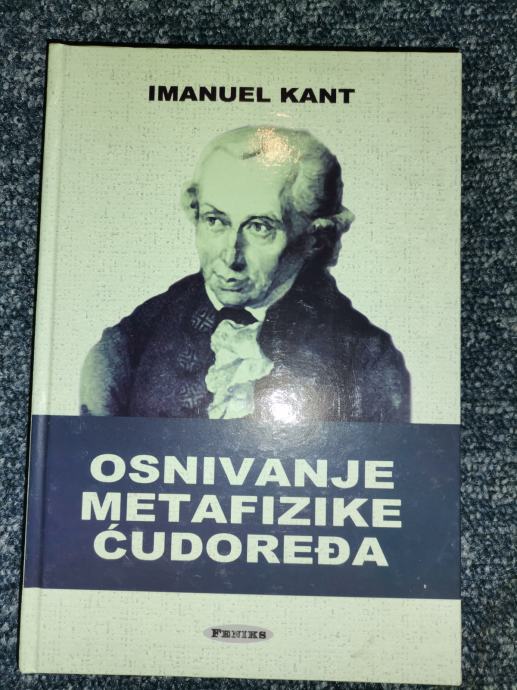 IMANUEL KANT
OSNIVANJE
METAFIZIKE
ĆUDOREĐA
FENIKS